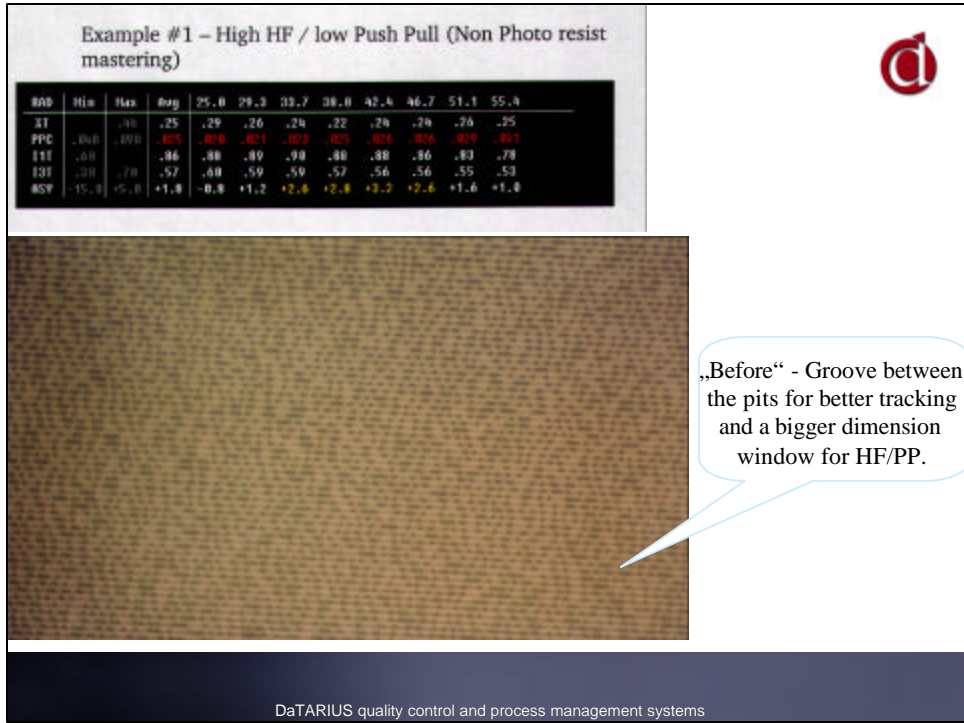 Example #1 – High HF / low Push Pull (Non Photo resist
mastering)
RAD Min Max Avg 25.0 29.3 33.7 38.0 42.4 46.7 51.1 55.4
XT .25 .29 .26 .24 .22 .24 .24 .26 .25
PPC .025 .020 .021 .023 .025 .026 .026 .029
I11 .60 .86 .88 .89 .90 .88 .88 .86 .83 .78
I3T .30 .70 .57 .60 .59 .59 .57 .56 .56 .55 .53
ASY -15.0 +5.0 +1.8 -0.8 +1.2 +2.6 +2.8 +3.2 +2.6 +1.6 +1.0
„Before“ - Groove between
the pits for better tracking
and a bigger dimension
window for HF/PP.
DaTARIUS quality control and process management systems